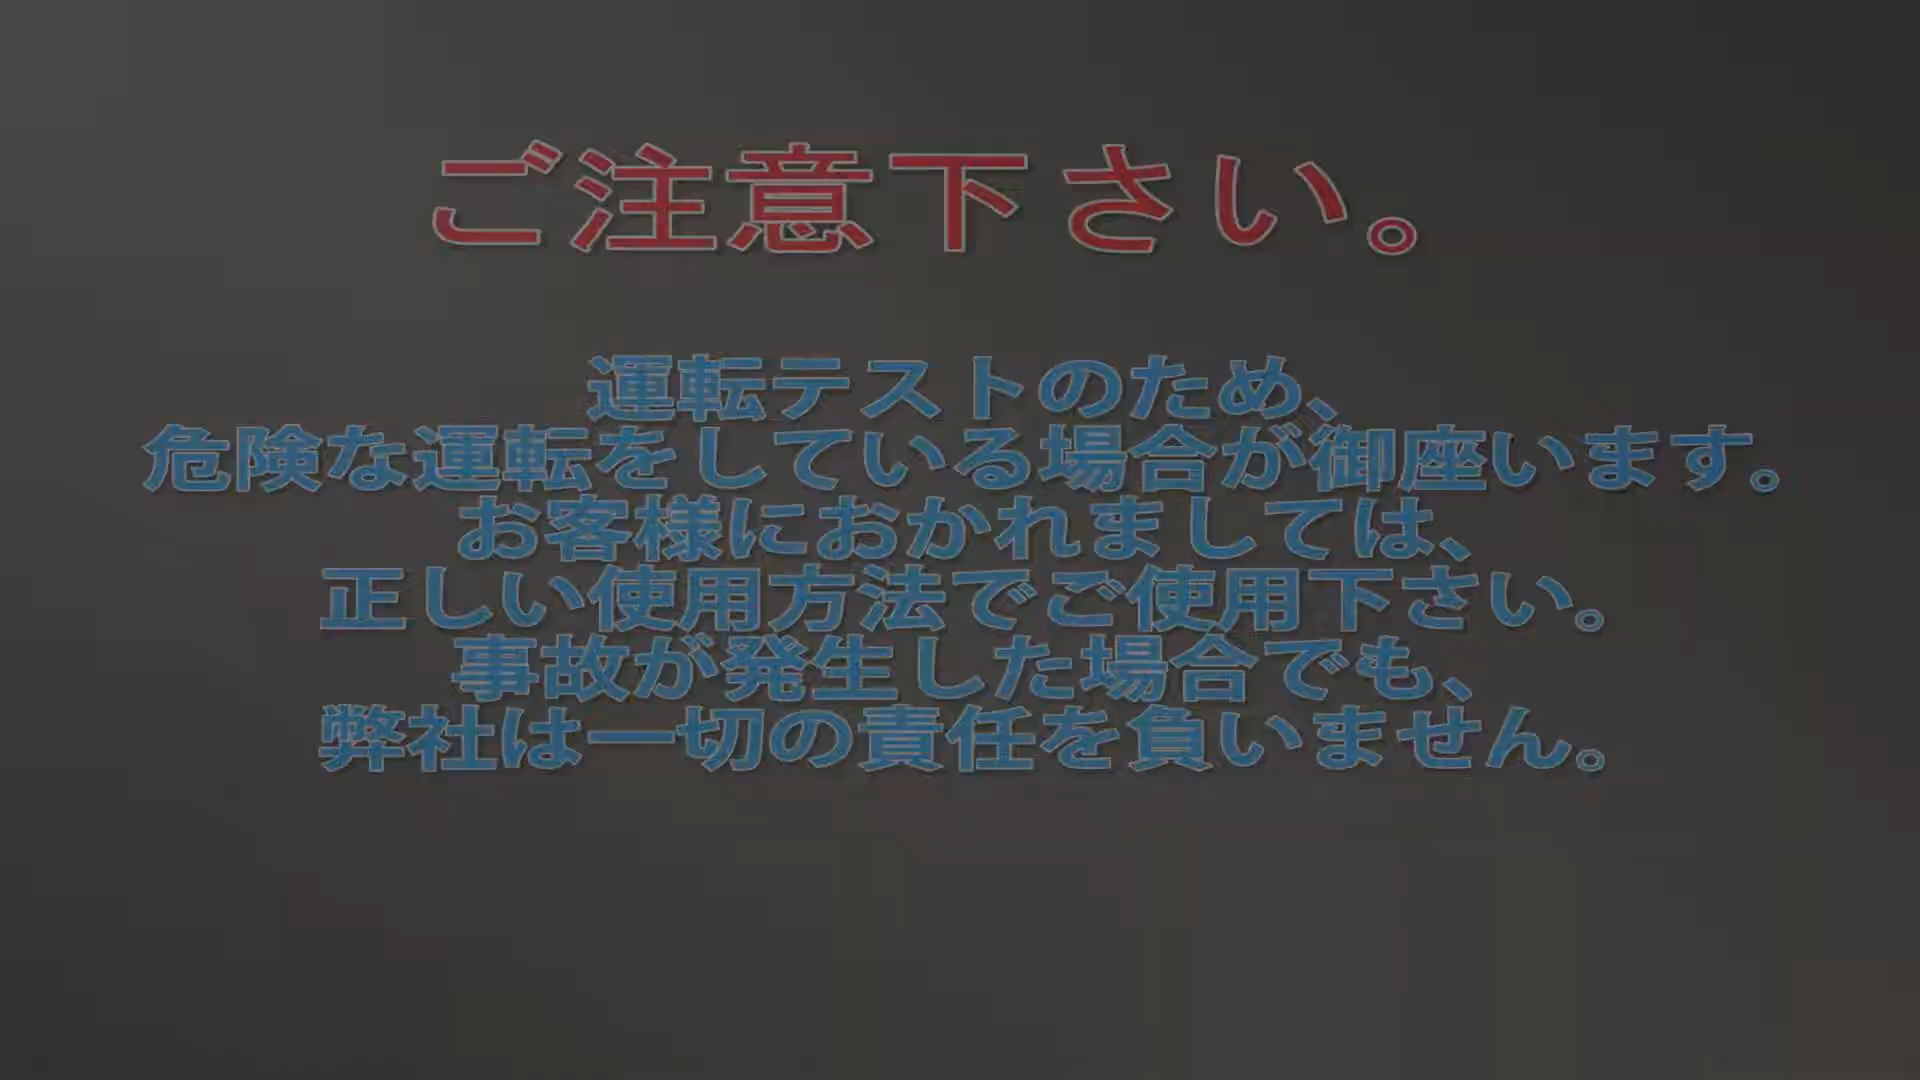 ご注意下さい。
運転テストのため、
危険な運転をしている場合が御座います。
お客様におかれましては、
正しい使用方法でご使用下さい。
事故が発生した場合でも、
弊社は一切の責任を負いません。